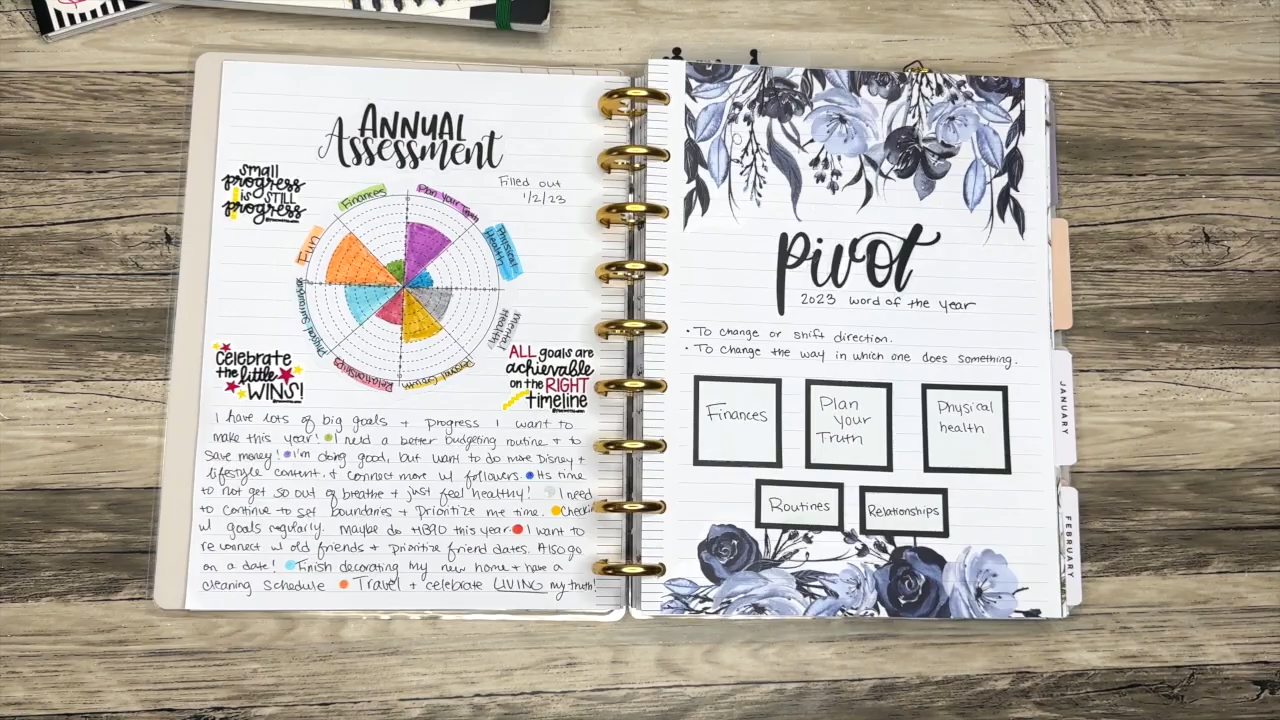 ANNUAL
Assessment
small
progress
is STILL
progress
Filled out
1/2/23
Finances
Plan Your Truth
Physical Health
Internal Health
Personal Growth
Relationships
Physical Surroundings
Fun
Celebrate
the little
WINS!
ALL goals are
achievable
on the RIGHT
timeline
I have lots of big goals + progress I want to
make this year! I need a better budgeting routine + to
save money! I'm doing good, but want to do more Disney +
lifestyle content + connect more w/ followers. Its time
to not get so out of breathe + just feel healthy! I need
to continue to set boundaries + prioritize me time. Checkin
w/ goals regularly. Maybe do this year. I want to
reconnect w/ old friends + prioritize friend dates. Also go
on a date! Finish decorating my new home + have a
cleaning schedule Travel + celebrate LIVING my truth!
pivot
2023 word of the year
• To change or shift direction.
• To change the way in which one does something.
Finances
Plan
your
Truth
Physical
health
Routines
Relationships
JANUARY
FEBRUARY